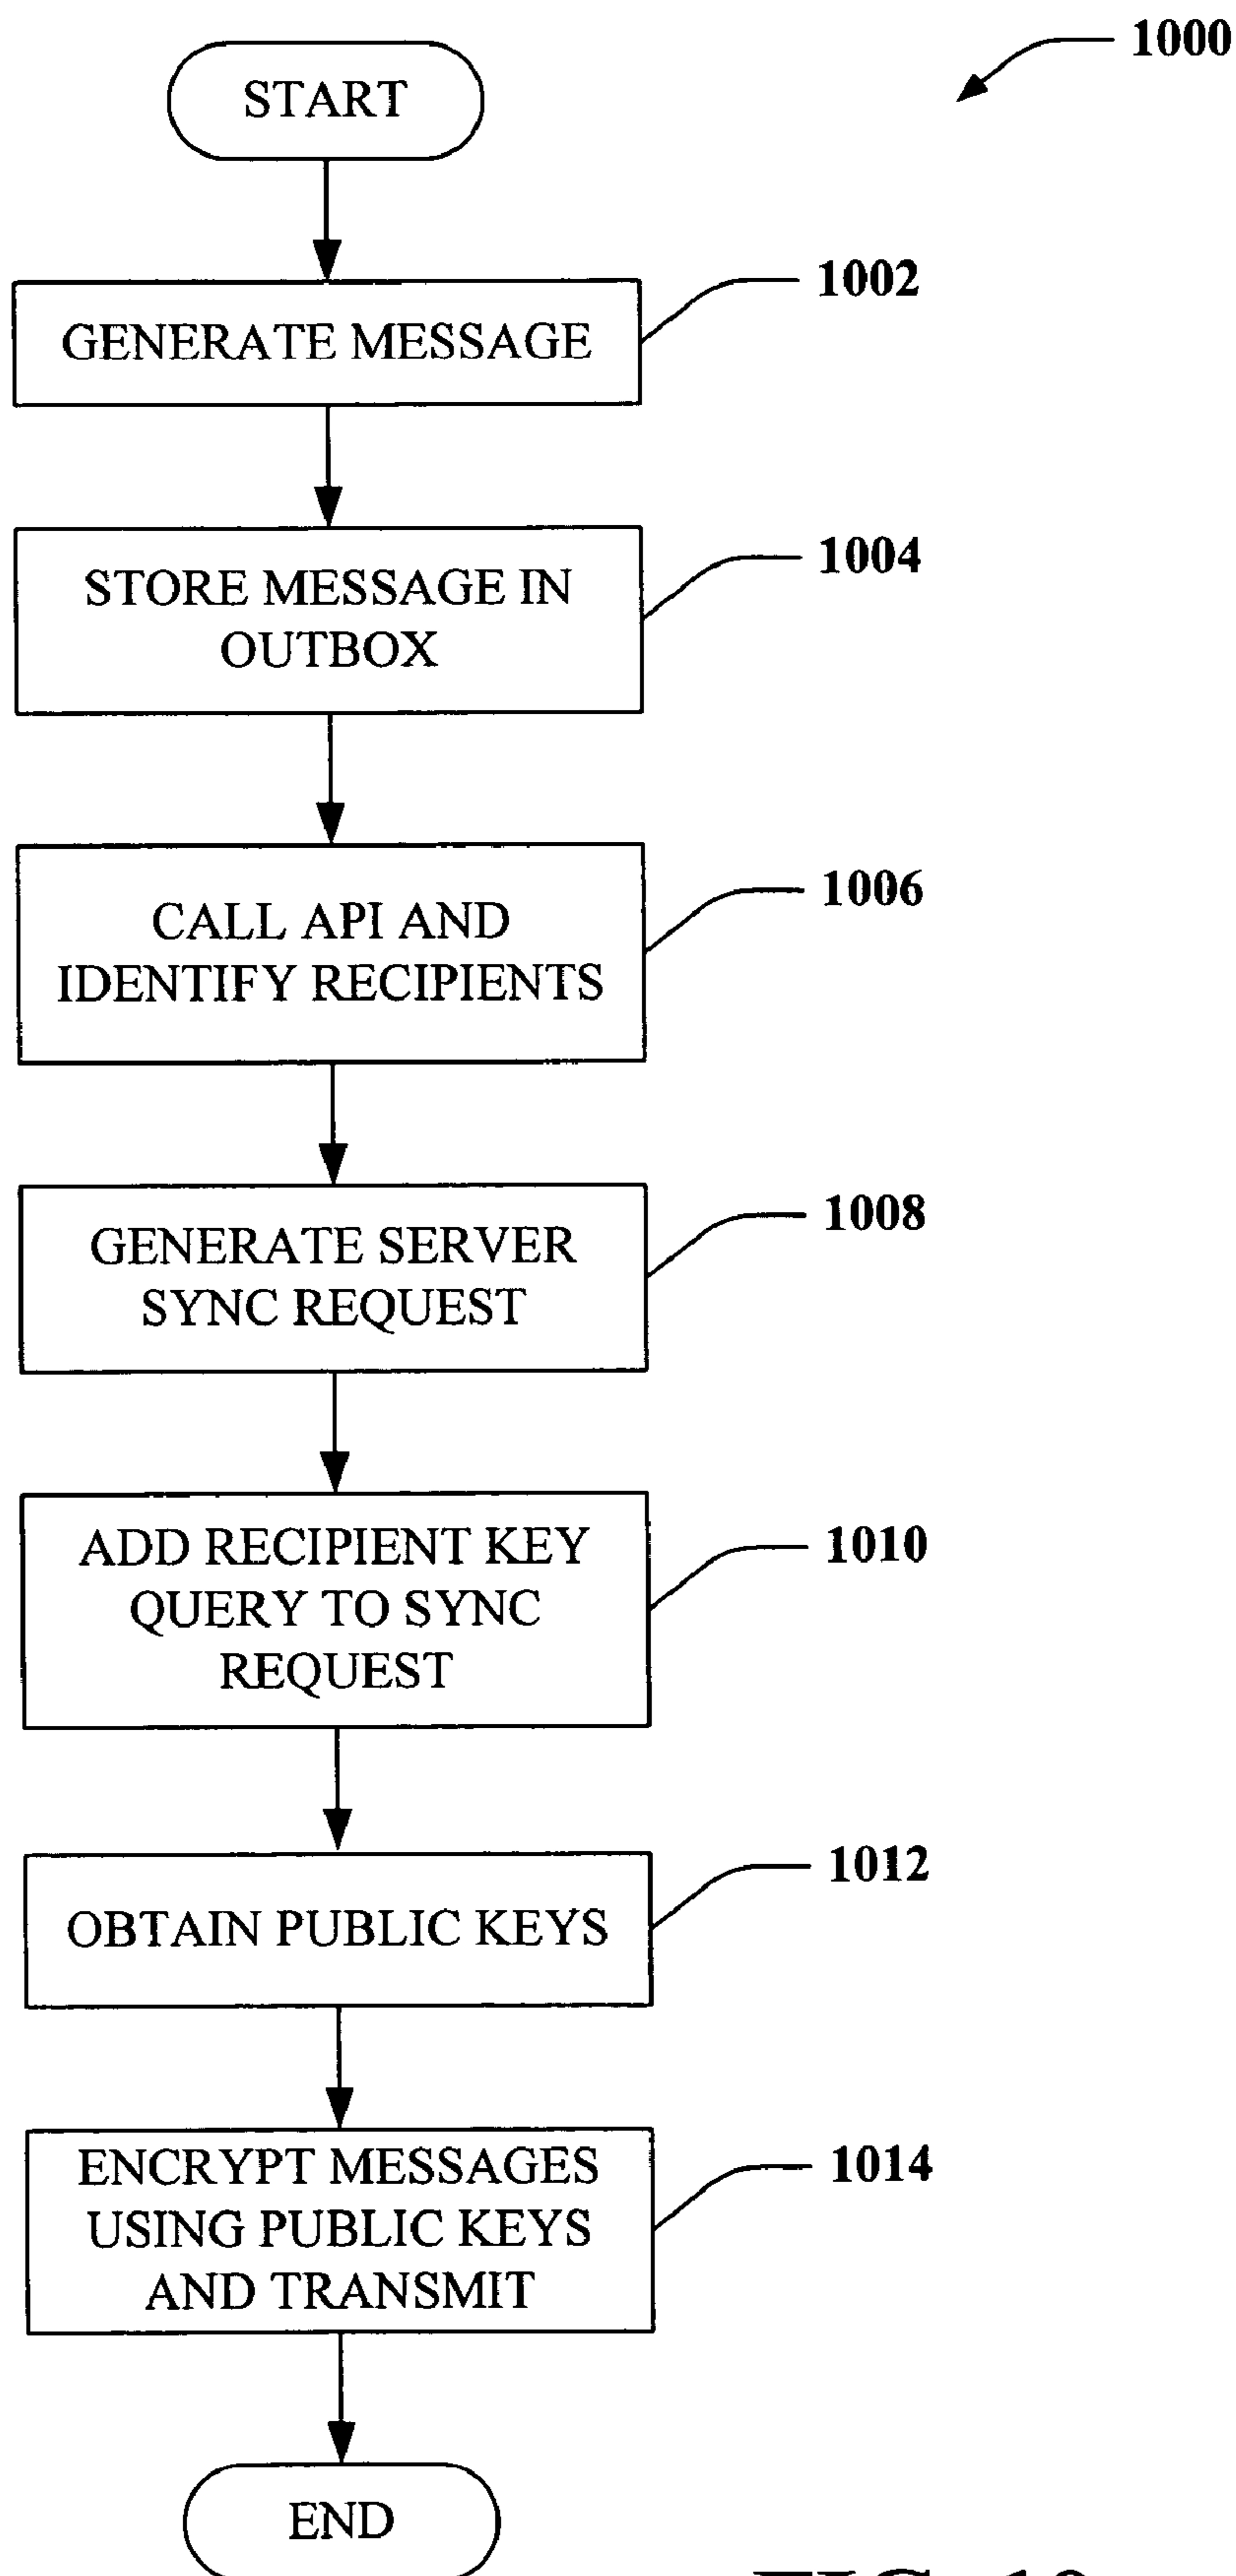 1000
START
GENERATE MESSAGE
1002
STORE MESSAGE IN
OUTBOX
1004
CALL API AND
IDENTIFY RECIPIENTS
1006
GENERATE SERVER
SYNC REQUEST
1008
ADD RECIPIENT KEY
QUERY TO SYNC
REQUEST
1010
OBTAIN PUBLIC KEYS
1012
ENCRYPT MESSAGES
USING PUBLIC KEYS
AND TRANSMIT
1014
END